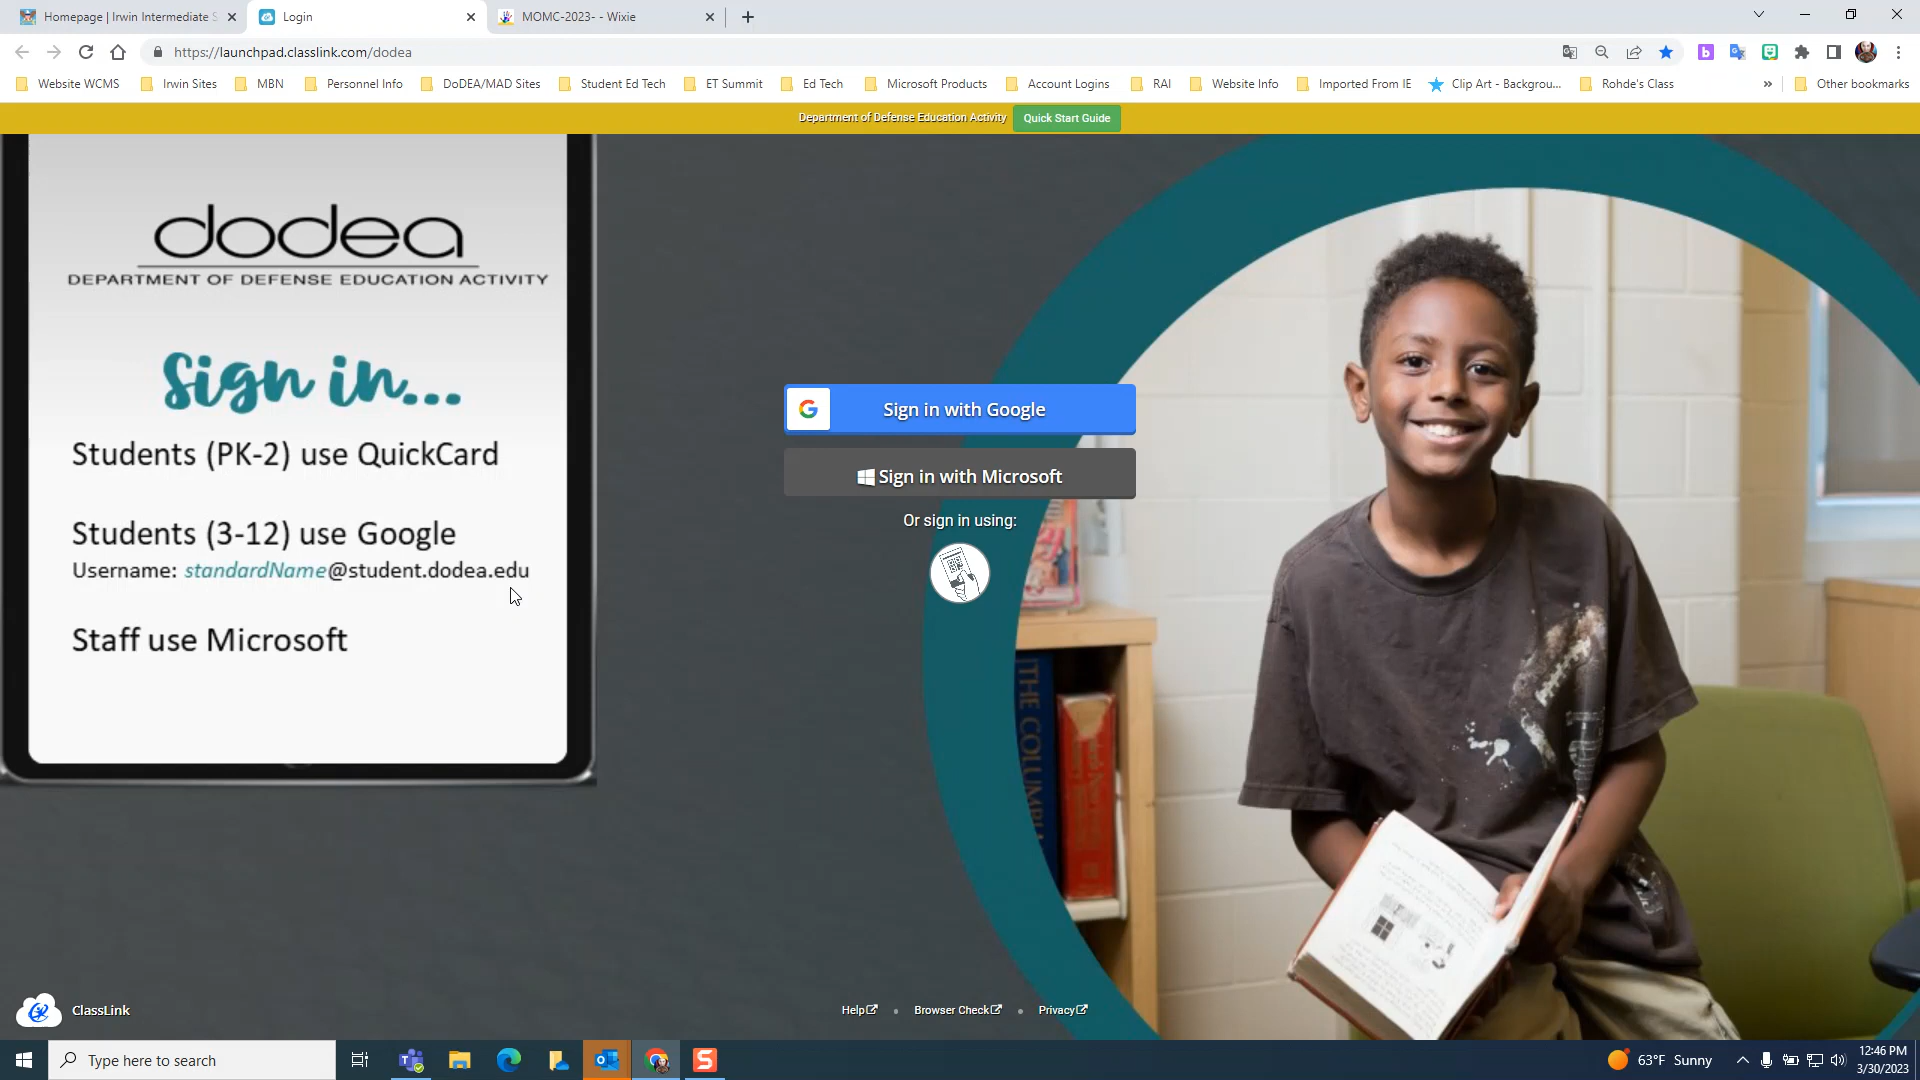 Homepage | Irwin Intermediate S
Login
MOMC-2023- - Wixie
https://launchpad.classlink.com/dodea
Website WCMS
Irwin Sites
MBN
Personnel Info
DoDEA/MAD Sites
Student Ed Tech
ET Summit
Ed Tech
Microsoft Products
Account Logins
RAI
Website Info
Imported From IE
Clip Art - Backgrou...
Rohde's Class
»
Other bookmarks
Department of Defense Education Activity
Quick Start Guide
dodea
DEPARTMENT OF DEFENSE EDUCATION ACTIVITY
Sign in...
Students (PK-2) use QuickCard
Students (3-12) use Google
Username: standardName@student.dodea.edu
Staff use Microsoft
Sign in with Google
Sign in with Microsoft
Or sign in using:
ClassLink
Help
Browser Check
Privacy
Type here to search
63°F Sunny
12:46 PM
3/30/2023